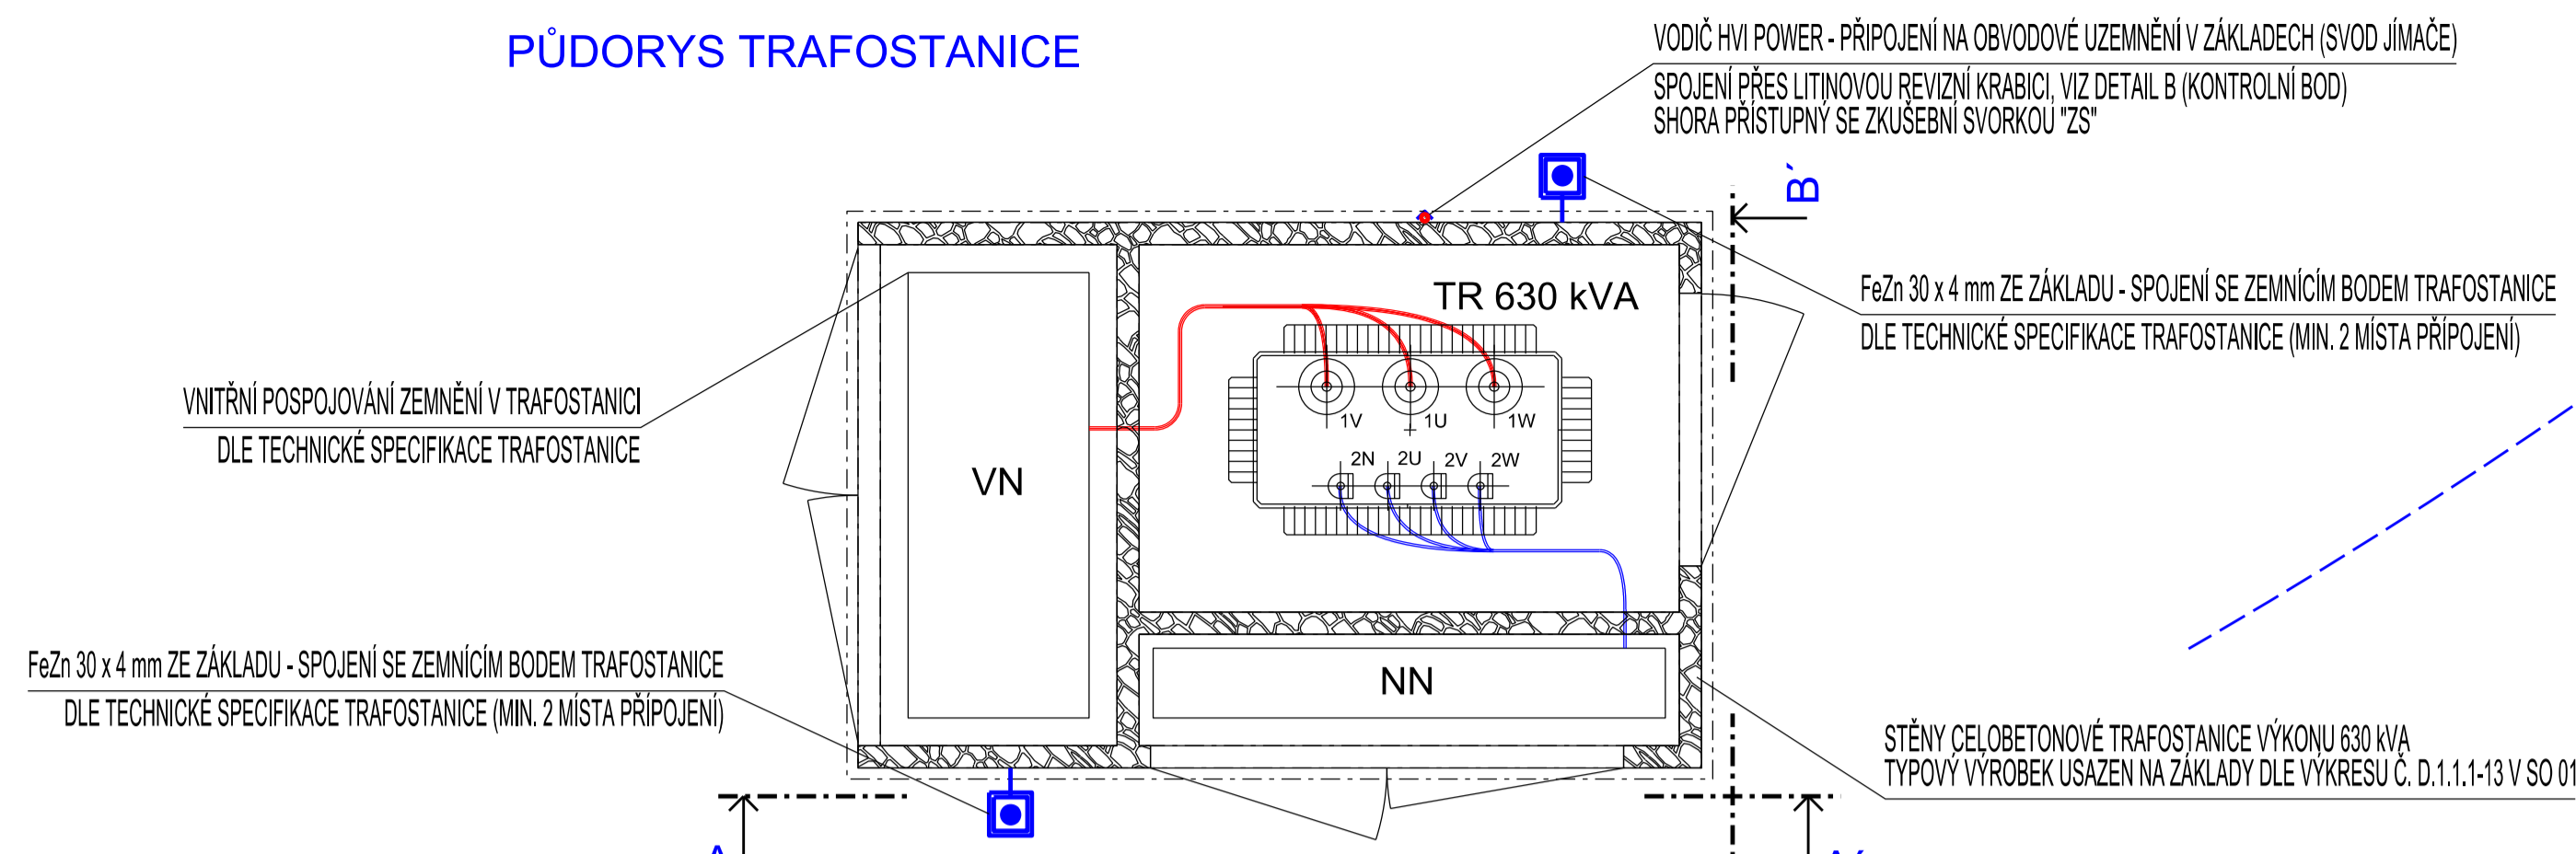 PŮDORYS TRAFOSTANICE
VODIČ HVI POWER - PŘIPOJENÍ NA OBVODOVÉ UZEMNĚNÍ V ZÁKLADECH (SVOD JÍMAČE)
SPOJENÍ PŘES LITINOVOU REVIZNÍ KRABICI, VIZ DETAIL B (KONTROLNÍ BOD)
SHORA PŘÍSTUPNÝ SE ZKUŠEBNÍ SVORKOU "ZS"
B´
TR 630 kVA
FeZn 30 x 4 mm ZE ZÁKLADU - SPOJENÍ SE ZEMNÍCÍM BODEM TRAFOSTANICE
DLE TECHNICKÉ SPECIFIKACE TRAFOSTANICE (MIN. 2 MÍSTA PŘÍPOJENÍ)
VNITŘNÍ POSPOJOVÁNÍ ZEMNĚNÍ V TRAFOSTANICI
DLE TECHNICKÉ SPECIFIKACE TRAFOSTANICE
1V 1U 1W
2N 2U 2V 2W
VN
FeZn 30 x 4 mm ZE ZÁKLADU - SPOJENÍ SE ZEMNÍCÍM BODEM TRAFOSTANICE
DLE TECHNICKÉ SPECIFIKACE TRAFOSTANICE (MIN. 2 MÍSTA PŘÍPOJENÍ)
NN
STĚNY CELOBETONOVÉ TRAFOSTANICE VÝKONU 630 kVA
TYPOVÝ VÝROBEK USAZEN NA ZÁKLADY DLE VÝKRESU Č. D.1.1.1-13 V SO 01